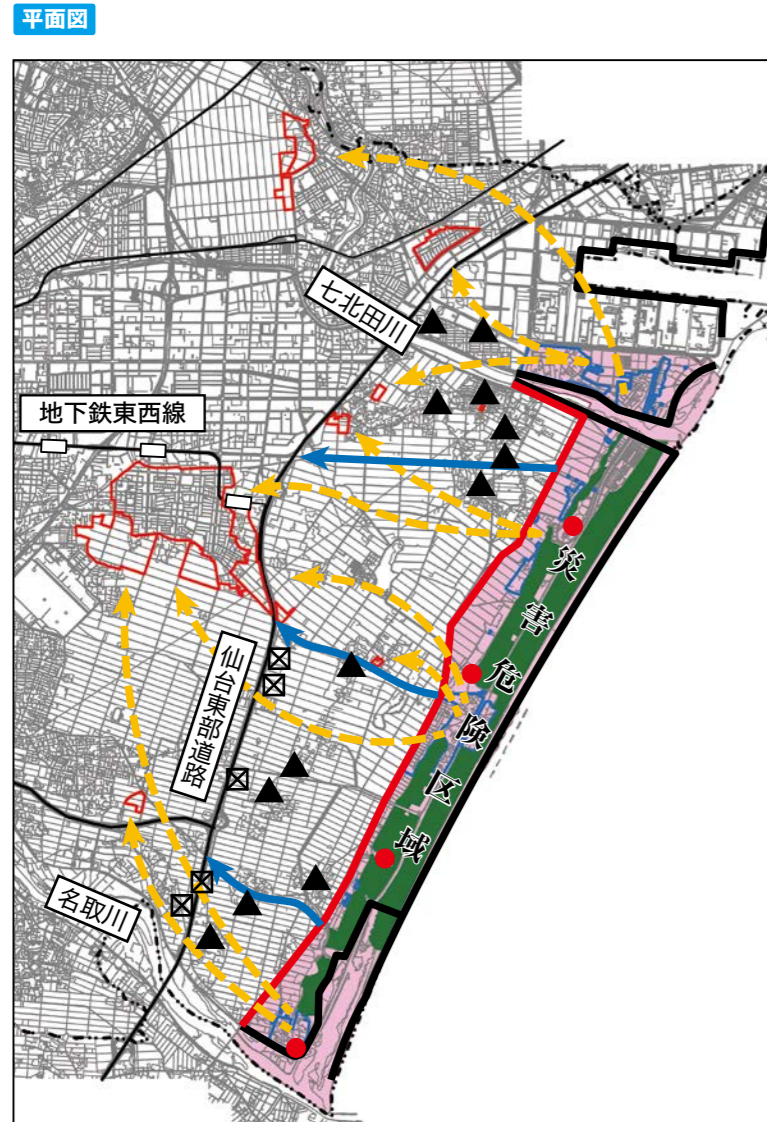 平面図
七北田川
地下鉄東西線
災害危険区域
仙台東部道路
名取川